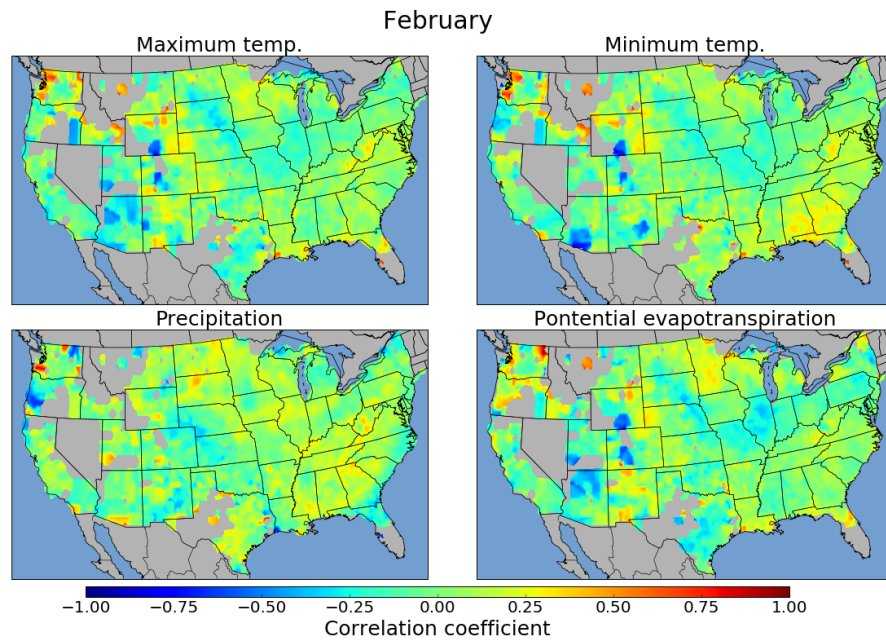 February
Maximum temp.
Minimum temp.
Precipitation
Pontential evapotranspiration
−1.00 −0.75 −0.50 −0.25 0.00 0.25 0.50 0.75 1.00
Correlation coefficient